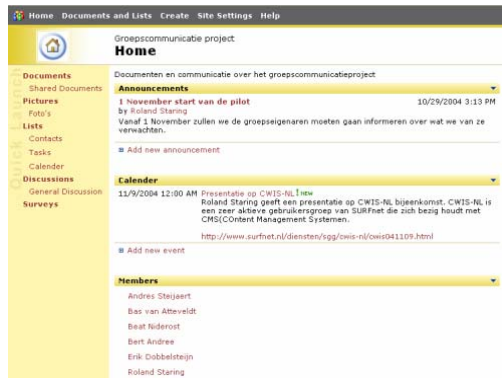 Home Documents and Lists Create Site Settings Help
Groepscommunicatie project
Home
Quick Launch
Documents
Shared Documents
Pictures
Foto's
Lists
Contacts
Tasks
Calender
Discussions
General Discussion
Surveys
Documenten en communicatie over het groepscommunicatieproject
Announcements
1 November start van de pilot 10/29/2004 3:13 PM
by Roland Staring
Vanaf 1 November zullen we de groepseigenaren moeten gaan informeren over wat we van ze
verwachten.
Add new announcement
Calender
11/9/2004 12:00 AM Presentatie op CWIS-NL! NEW
Roland Staring geeft een presentatie op CWIS-NL bijeenkomst. CWIS-NL is
een zeer aktieve gebruikersgroep van SURFnet die zich bezig houdt met
CMS(COntent Management Systemen.
http://www.surfnet.nl/diensten/sgg/cwis-nl/cwis041109.html
Add new event
Members
Andres Steijaert
Bas van Atteveldt
Beat Niderost
Bert Andree
Erik Dobbelsteijn
Roland Staring